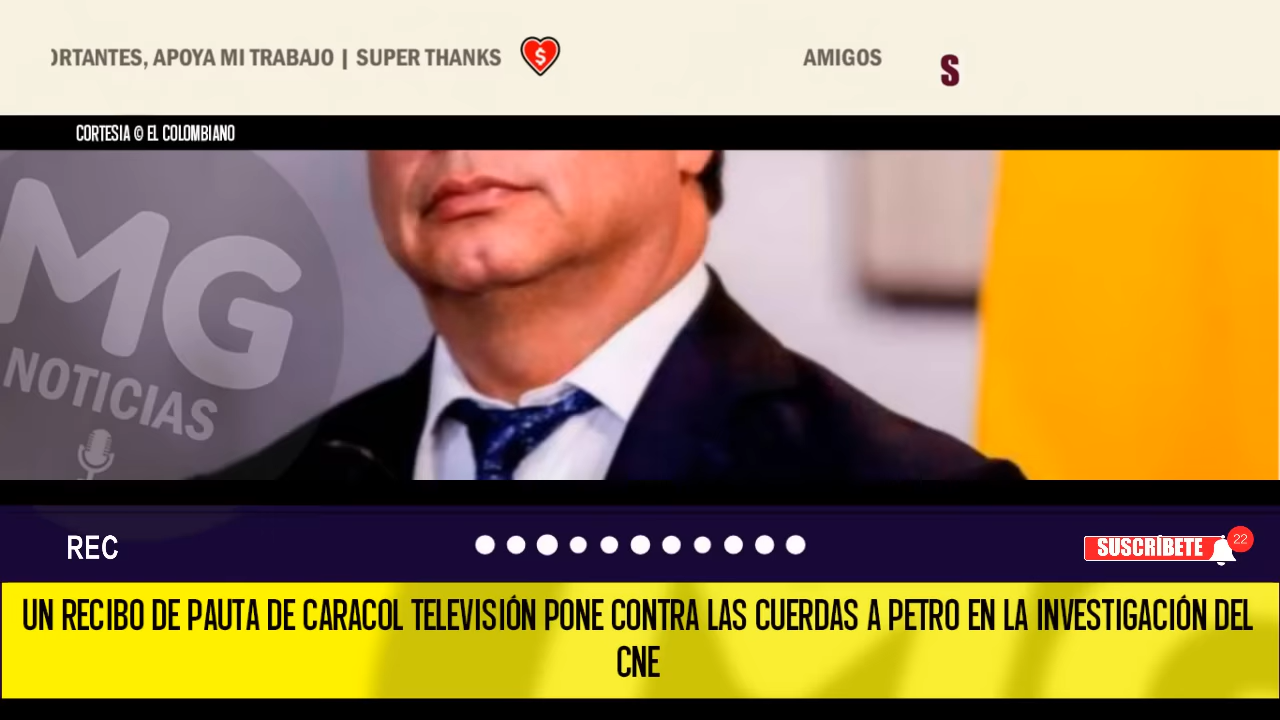 ORTANTES, APOYA MI TRABAJO | SUPER THANKS $ AMIGOS S
CORTESIA © EL COLOMBIANO
MG
NOTICIAS
REC
SUSCRÍBETE 22
UN RECIBO DE PAUTA DE CARACOL TELEVISIÓN PONE CONTRA LAS CUERDAS A PETRO EN LA INVESTIGACIÓN DEL
CNE